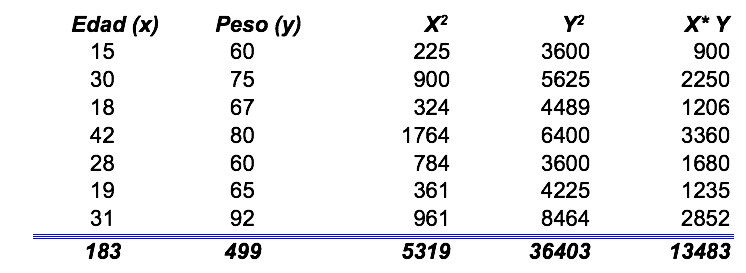 Edad (x) Peso (y) X² Y² X* Y
15 60 225 3600 900
30 75 900 5625 2250
18 67 324 4489 1206
42 80 1764 6400 3360
28 60 784 3600 1680
19 65 361 4225 1235
31 92 961 8464 2852
183 499 5319 36403 13483